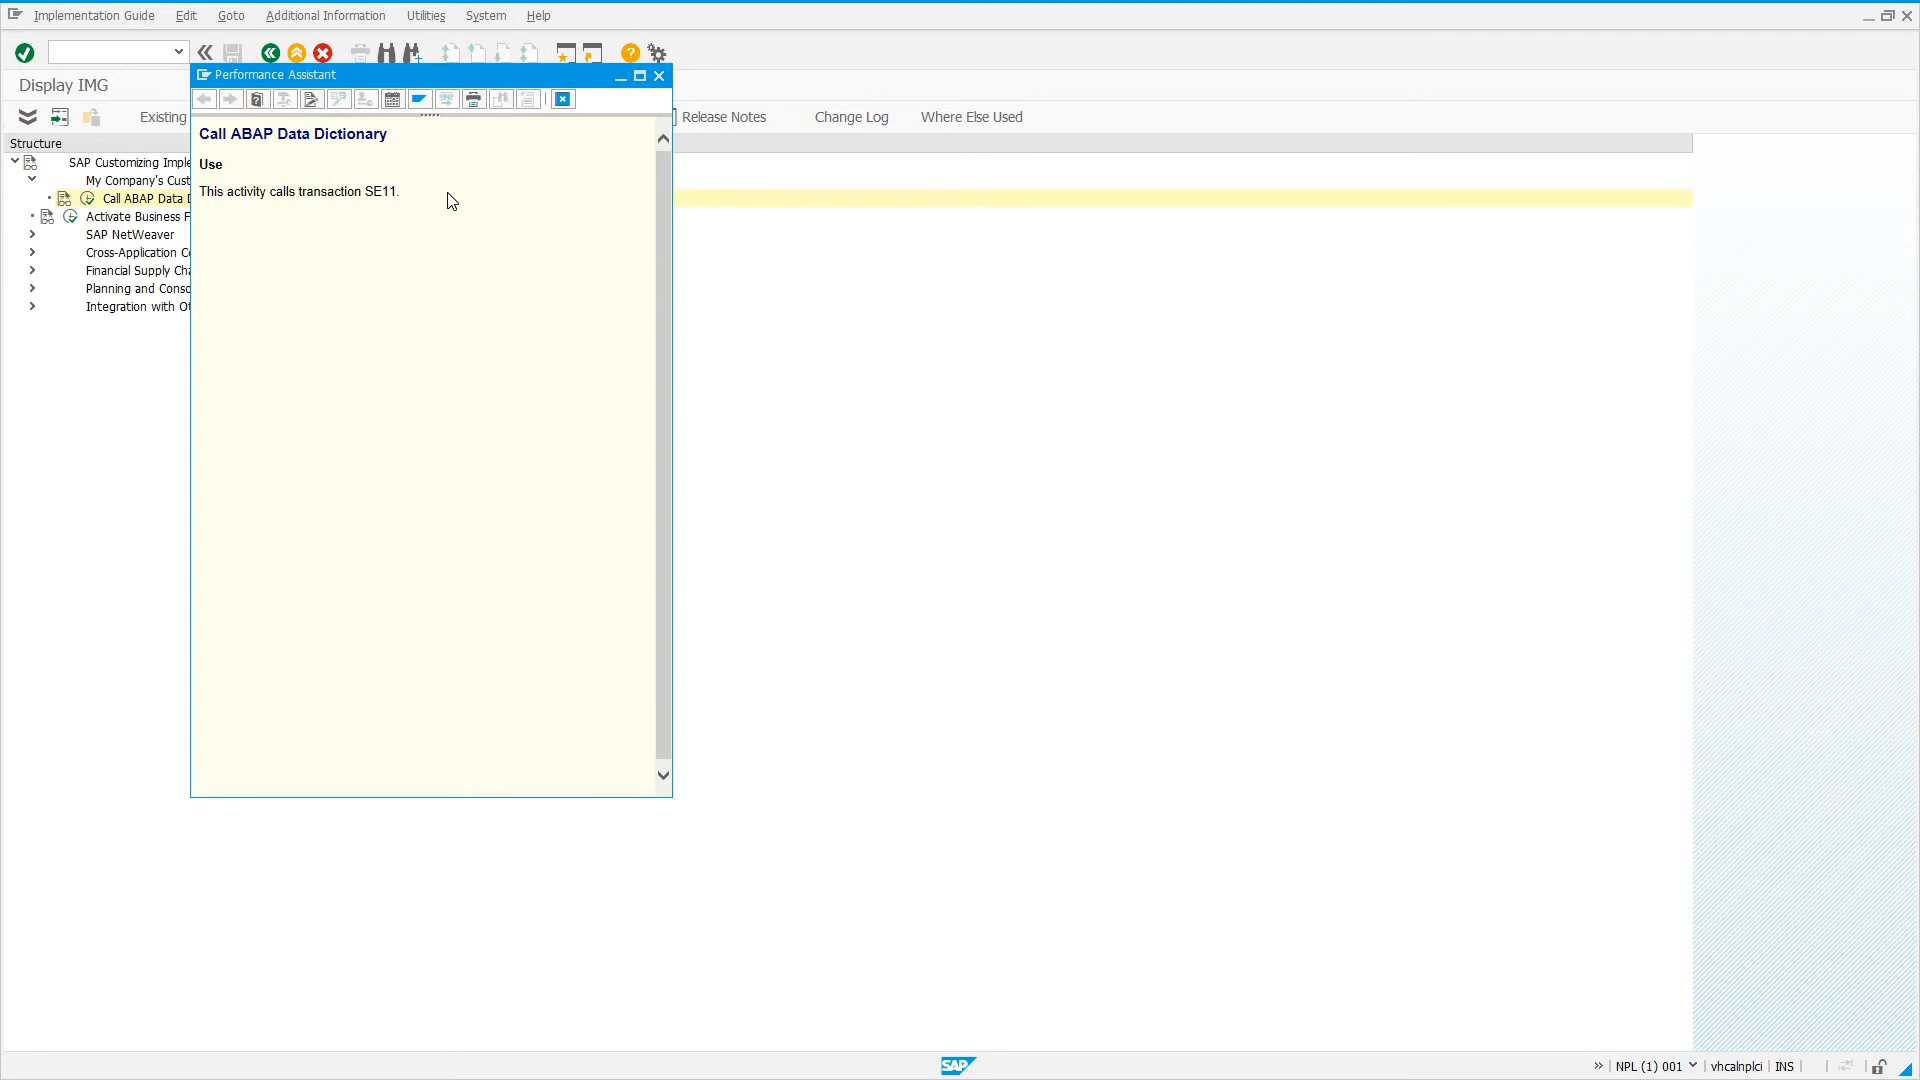 Implementation Guide Edit Goto Additional Information Utilities System Help
Performance Assistant
Display IMG
Existing Release Notes Change Log Where Else Used
Call ABAP Data Dictionary
Use
This activity calls transaction SE11.
Structure
SAP Customizing Imple
My Company's Cust
Call ABAP Data D
Activate Business F
SAP NetWeaver
Cross-Application Co
Financial Supply Cha
Planning and Conso
Integration with Ot
SAP NPL (1) 001 vhcalnplci INS